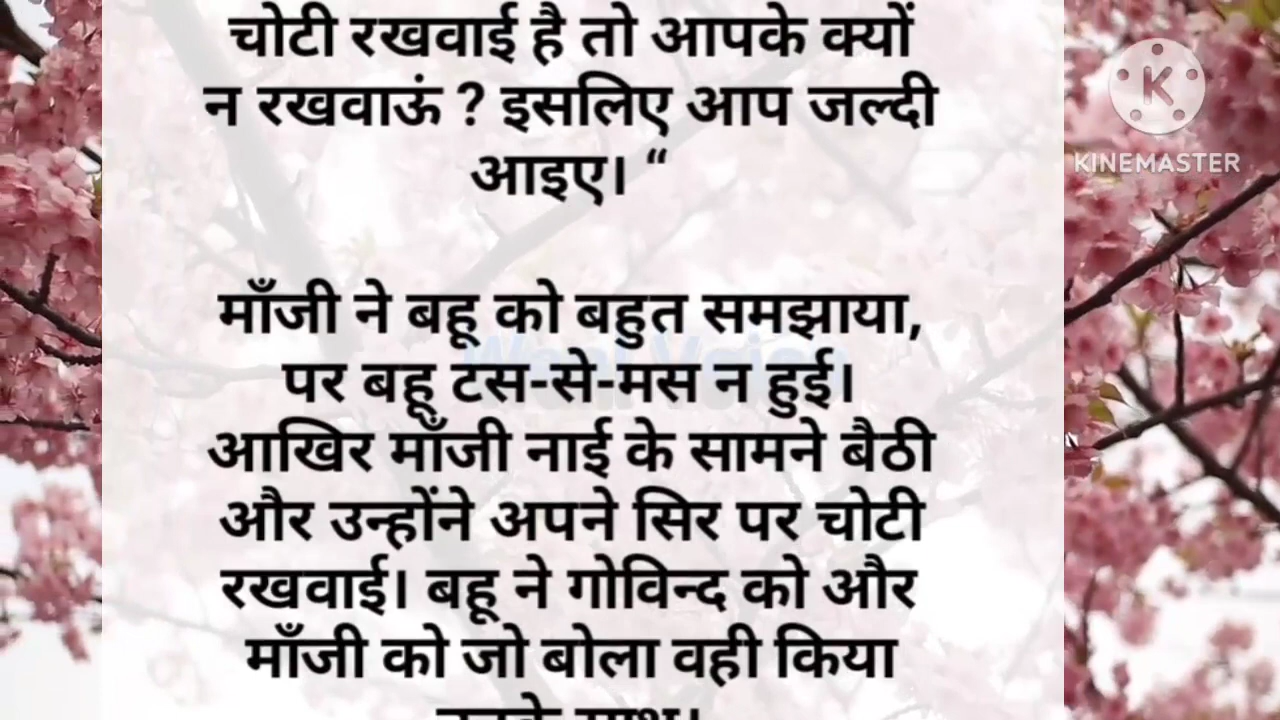 चोटी रखवाई है तो आपके क्यों
न रखवाऊं ? इसलिए आप जल्दी
आइए। “
माँजी ने बहू को बहुत समझाया,
पर बहू टस-से-मस न हुई।
आखिर माँजी नाई के सामने बैठी
और उन्होंने अपने सिर पर चोटी
रखवाई। बहू ने गोविन्द को और
माँजी को जो बोला वही किया
K
KINEMASTER